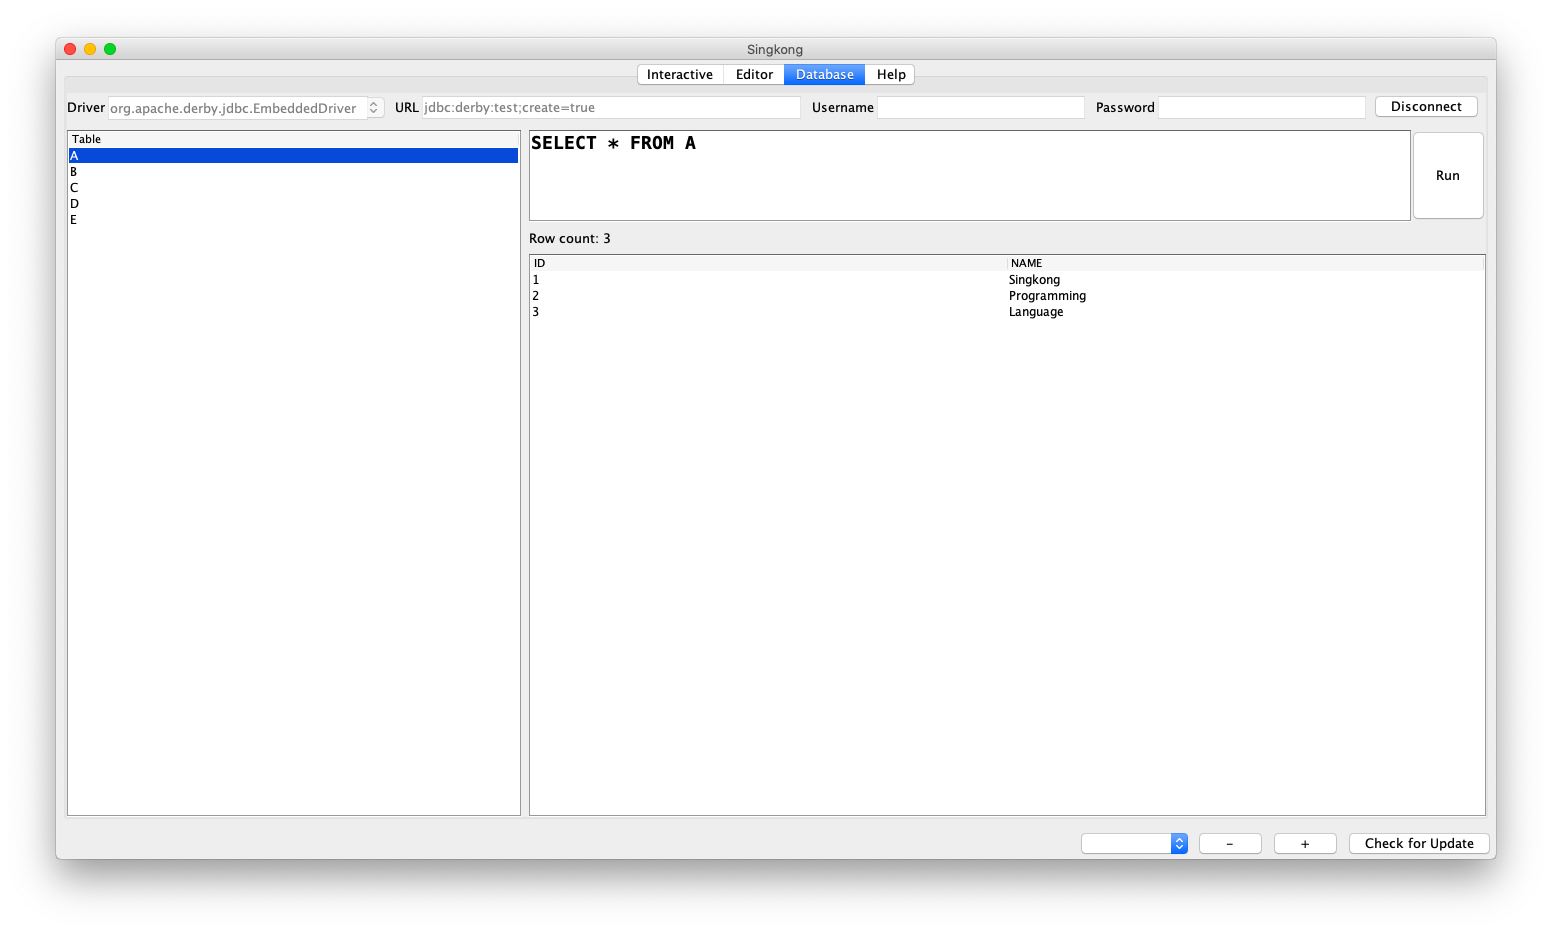 Singkong
Interactive Editor Database Help
Driver org.apache.derby.jdbc.EmbeddedDriver URL jdbc:derby:test;create=true Username Password Disconnect
Table
A
B
C
D
E
SELECT * FROM A
Run
Row count: 3
ID NAME
1 Singkong
2 Programming
3 Language
- + Check for Update